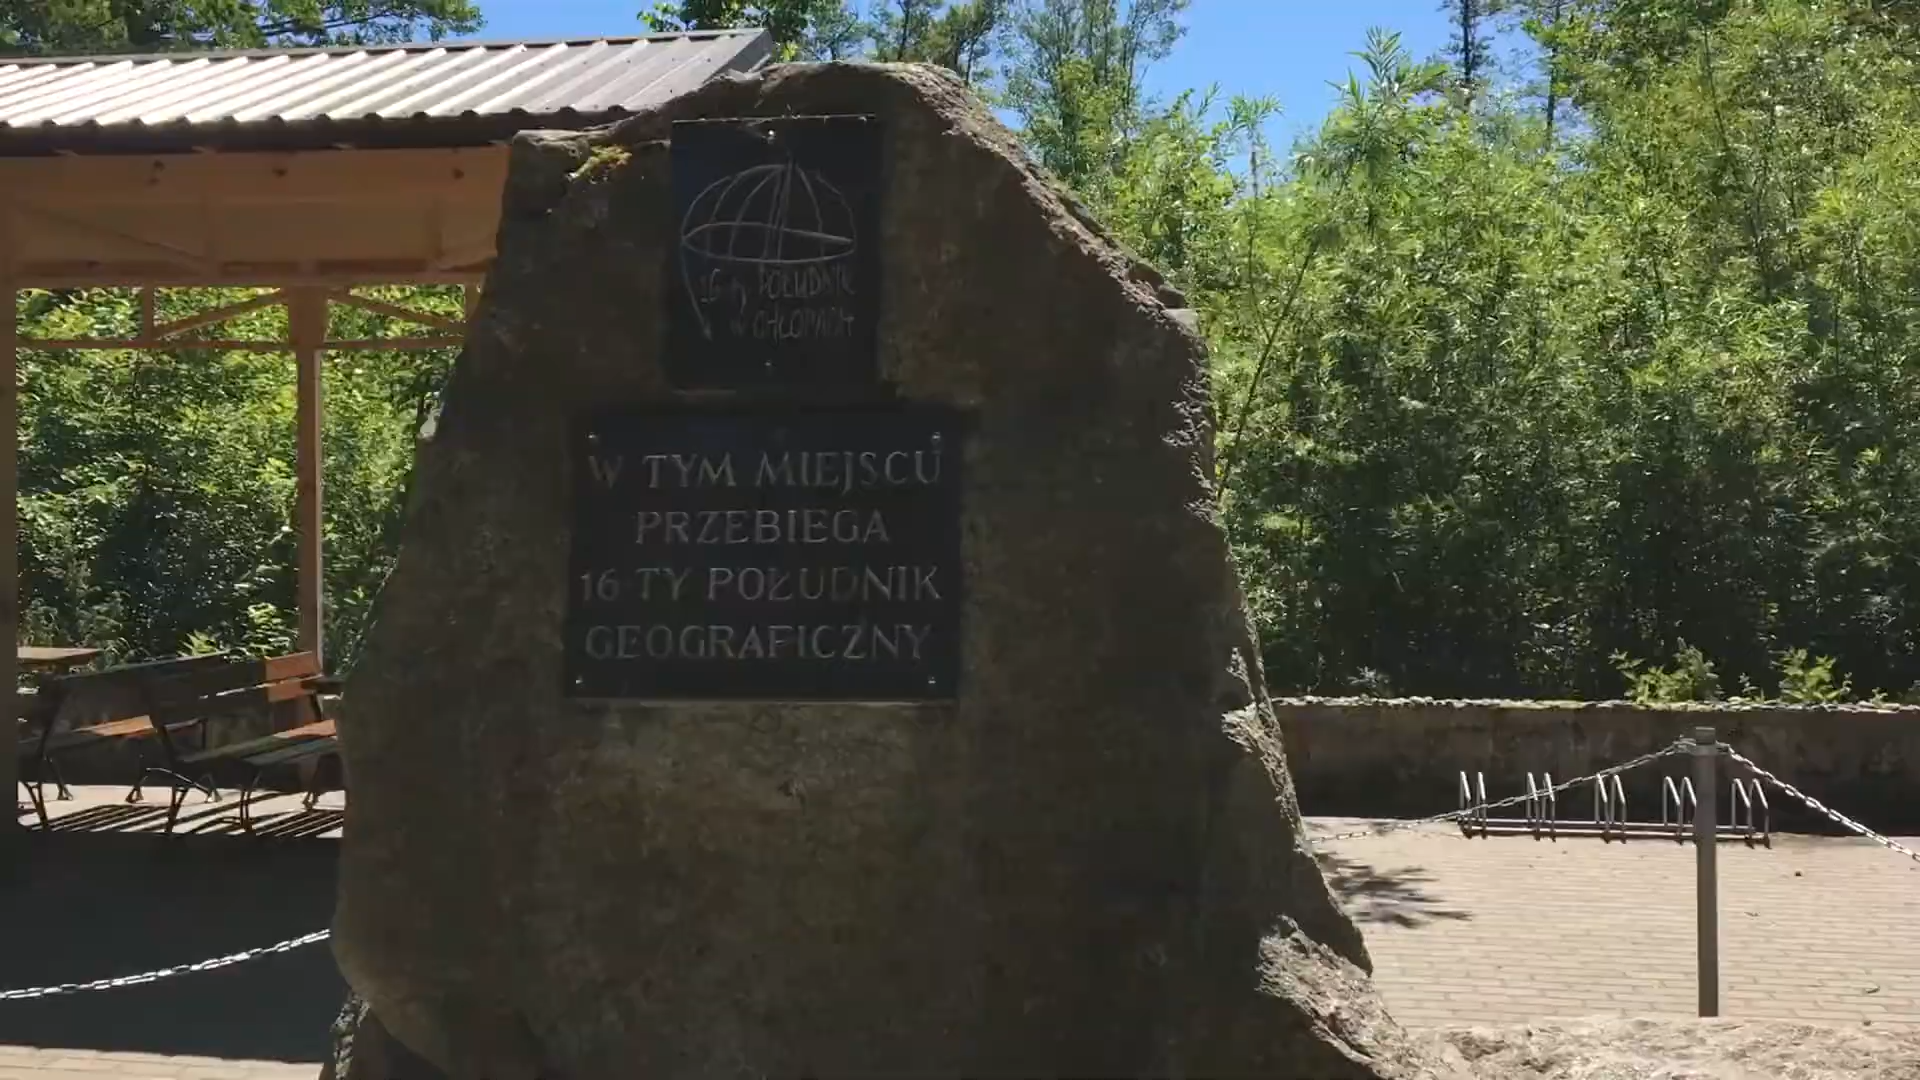 16-ty POŁUDNIK
W CHŁOPACH
W TYM MIEJSCU
PRZEBIEGA
16 TY POŁUDNIK
GEOGRAFICZNY